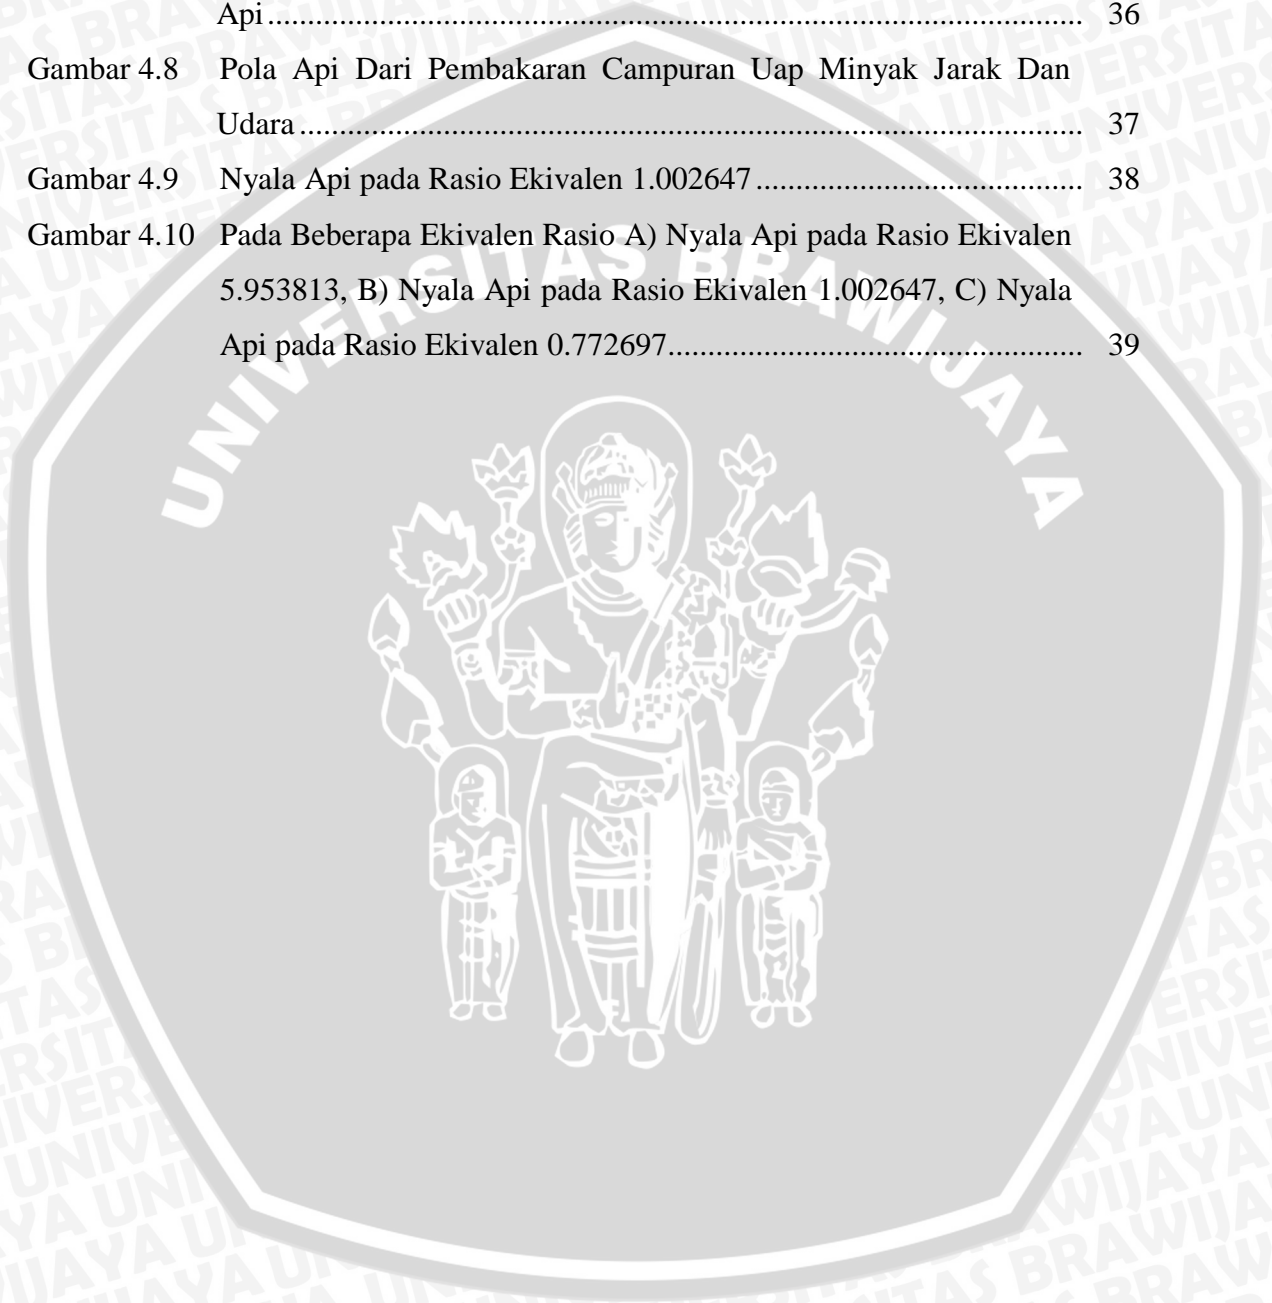 Api....................................................................................................... 36
Gambar 4.8 Pola Api Dari Pembakaran Campuran Uap Minyak Jarak Dan
Udara................................................................................................... 37
Gambar 4.9 Nyala Api pada Rasio Ekivalen 1.002647......................................... 38
Gambar 4.10 Pada Beberapa Ekivalen Rasio A) Nyala Api pada Rasio Ekivalen
5.953813, B) Nyala Api pada Rasio Ekivalen 1.002647, C) Nyala
Api pada Rasio Ekivalen 0.772697.................................................... 39
UNIVERSITAS BRAWIJAYA